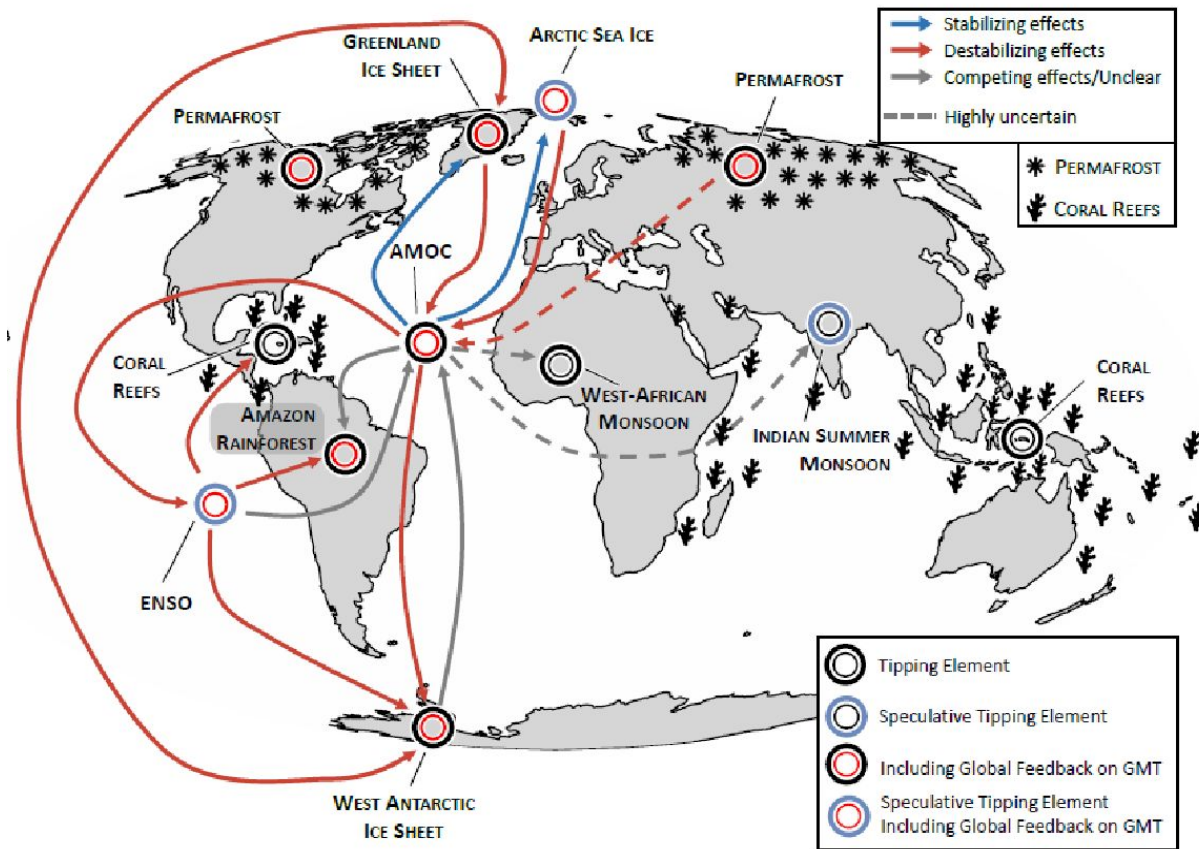 GREENLAND
ICE SHEET
ARCTIC SEA ICE
PERMAFROST
PERMAFROST
Stabilizing effects
Destabilizing effects
Competing effects/Unclear
Highly uncertain
PERMAFROST
CORAL REEFS
AMOC
CORAL
REEFS
AMAZON
RAINFOREST
WEST-AFRICAN
MONSOON
INDIAN SUMMER
MONSOON
CORAL
REEFS
ENSO
WEST ANTARCTIC
ICE SHEET
Tipping Element
Speculative Tipping Element
Including Global Feedback on GMT
Speculative Tipping Element
Including Global Feedback on GMT